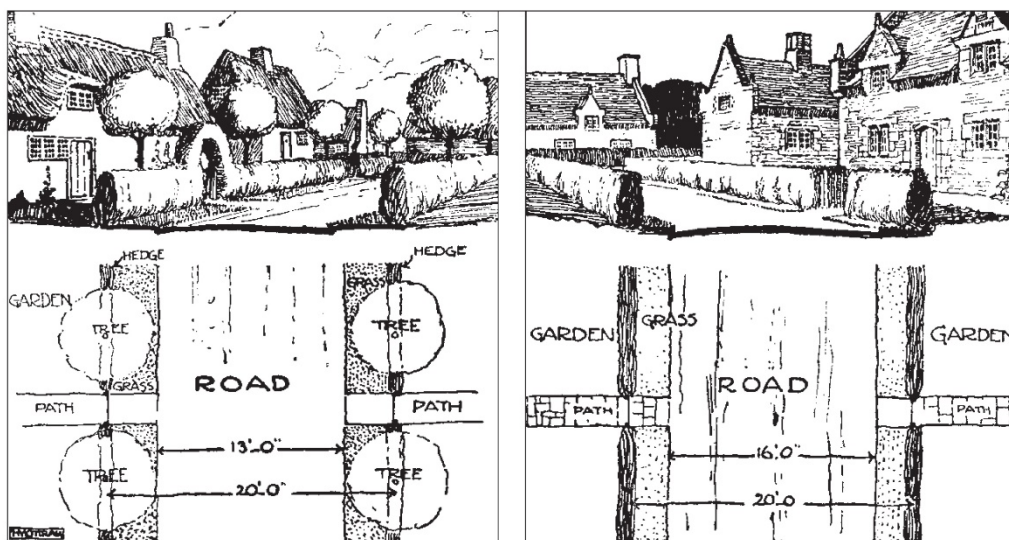 HEDGE
HEDGE
GRASS
GARDEN
TREE
TREE
GRASS
ROAD
PATH
PATH
13'-0"
TREE
TREE
20'-0"
GARDEN
GRASS
GARDEN
ROAD
PATH
PATH
16'0"
20'-0